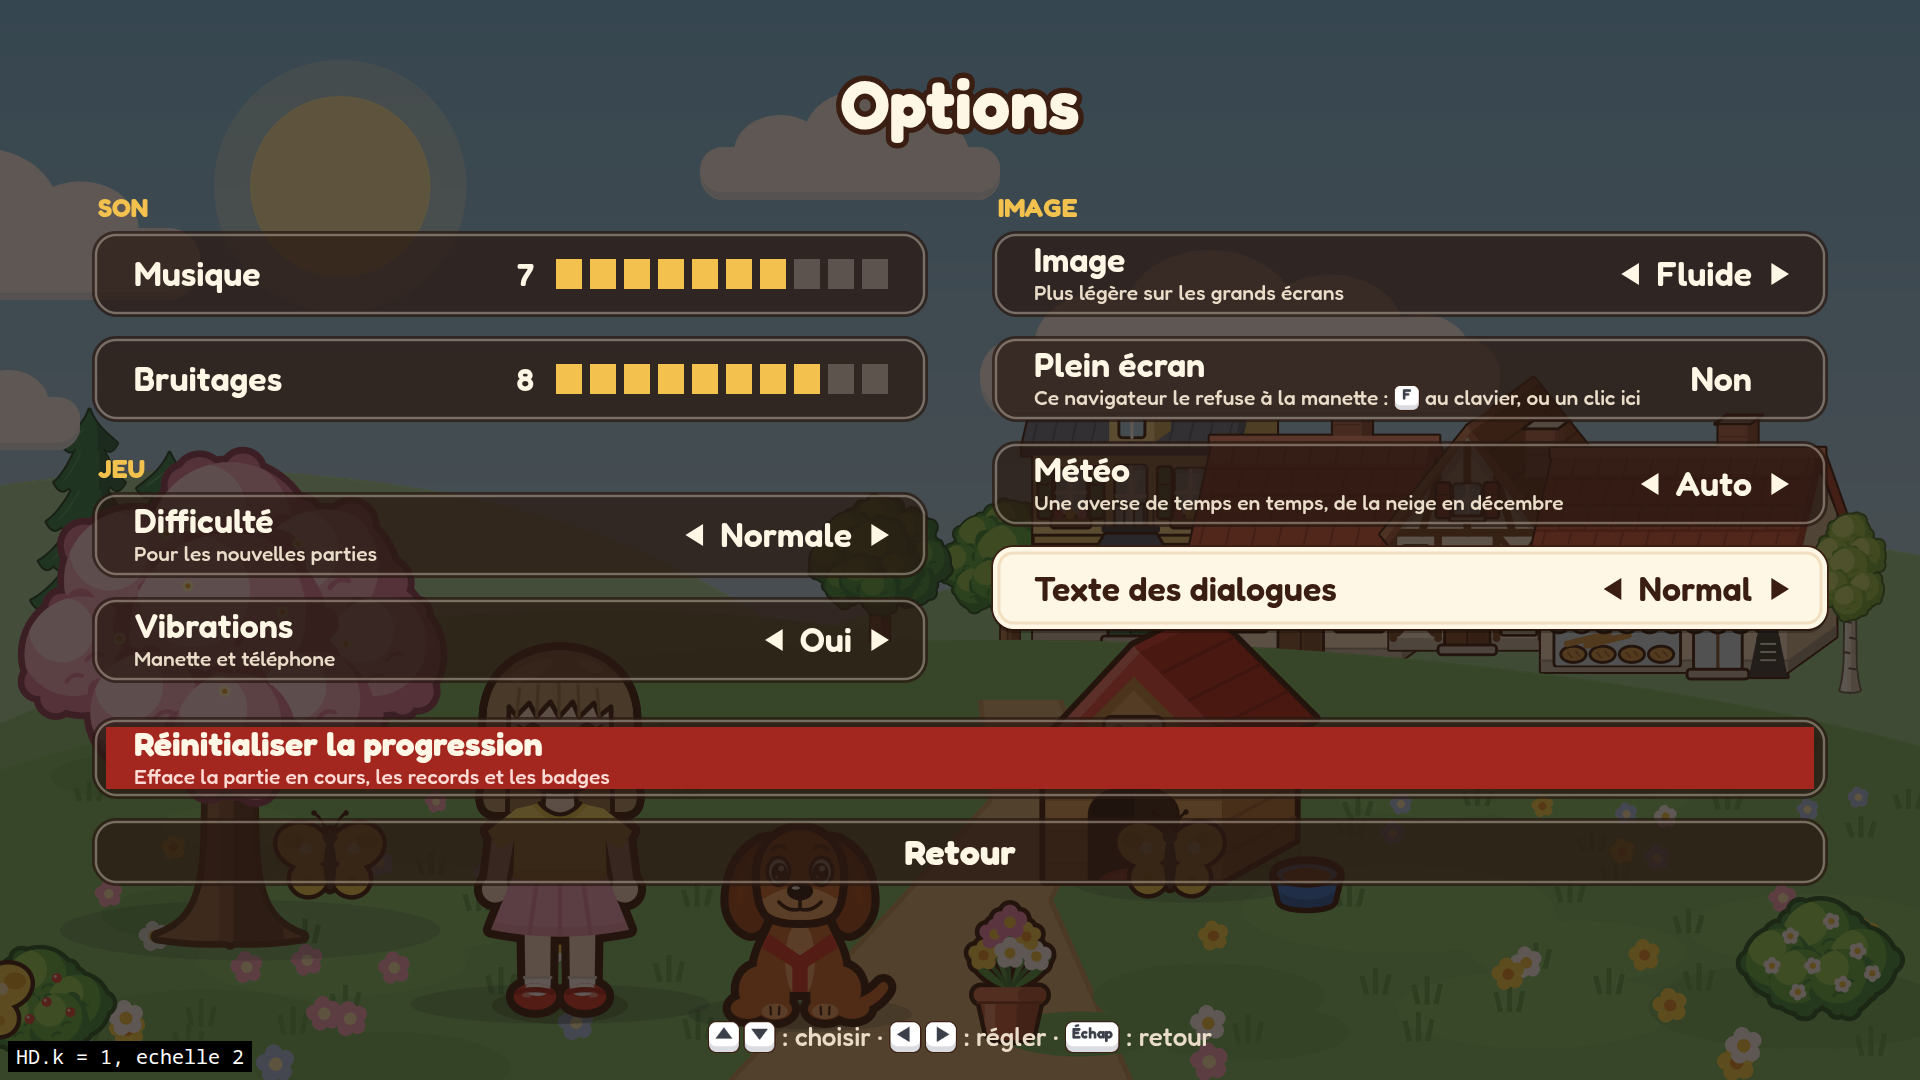 Options
SON
Musique 7
Bruitages 8
JEU
Difficulté
Pour les nouvelles parties
Normale
Vibrations
Manette et téléphone
Oui
IMAGE
Image
Plus légère sur les grands écrans
Fluide
Plein écran
Ce navigateur le refuse à la manette : F au clavier, ou un clic ici
Non
Météo
Une averse de temps en temps, de la neige en décembre
Auto
Texte des dialogues
Normal
Réinitialiser la progression
Efface la partie en cours, les records et les badges
Retour
: choisir · : régler · Échap : retour
HD.k = 1, echelle 2